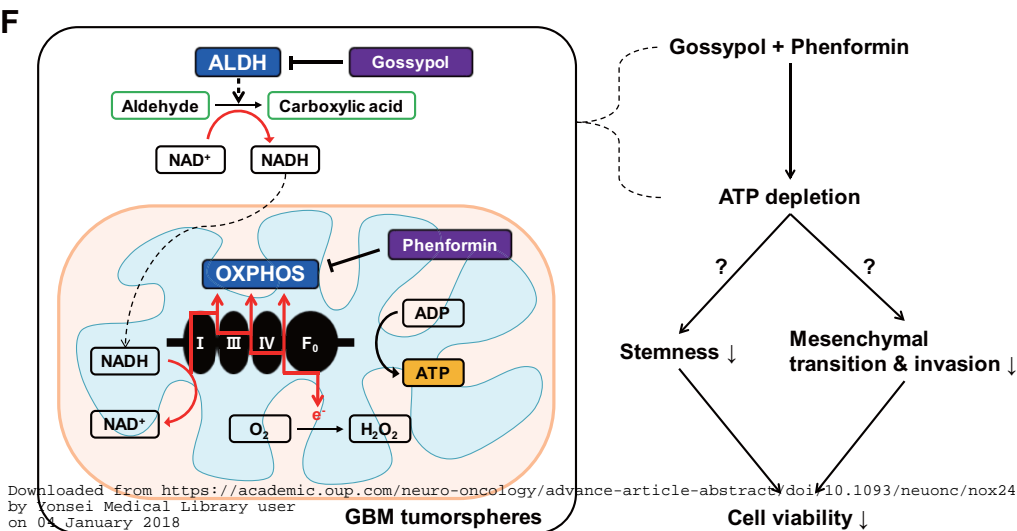 F
ALDH
Gossypol
Aldehyde
Carboxylic acid
NAD+
NADH
Phenformin
OXPHOS
ADP
I
III
IV
F0
NADH
ATP
e-
NAD+
O2
H2O2
GBM tumorspheres
Gossypol + Phenformin
ATP depletion
?
?
Stemness ↓
Mesenchymal
transition & invasion ↓
Cell viability ↓
Downloaded from https://academic.oup.com/neuro-oncology/advance-article-abstract/doi/10.1093/neuonc/nox24
by Yonsei Medical Library user
on 04 January 2018